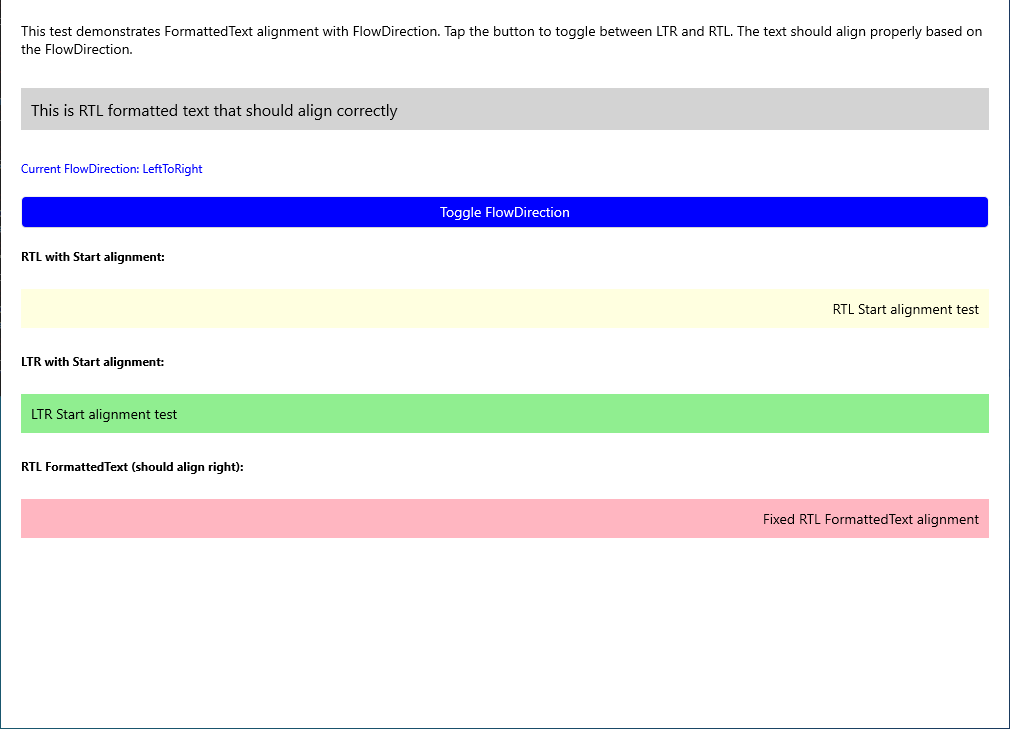 This test demonstrates FormattedText alignment with FlowDirection. Tap the button to toggle between LTR and RTL. The text should align properly based on
the FlowDirection.
This is RTL formatted text that should align correctly
Current FlowDirection: LeftToRight
Toggle FlowDirection
RTL with Start alignment:
RTL Start alignment test
LTR with Start alignment:
LTR Start alignment test
RTL FormattedText (should align right):
Fixed RTL FormattedText alignment